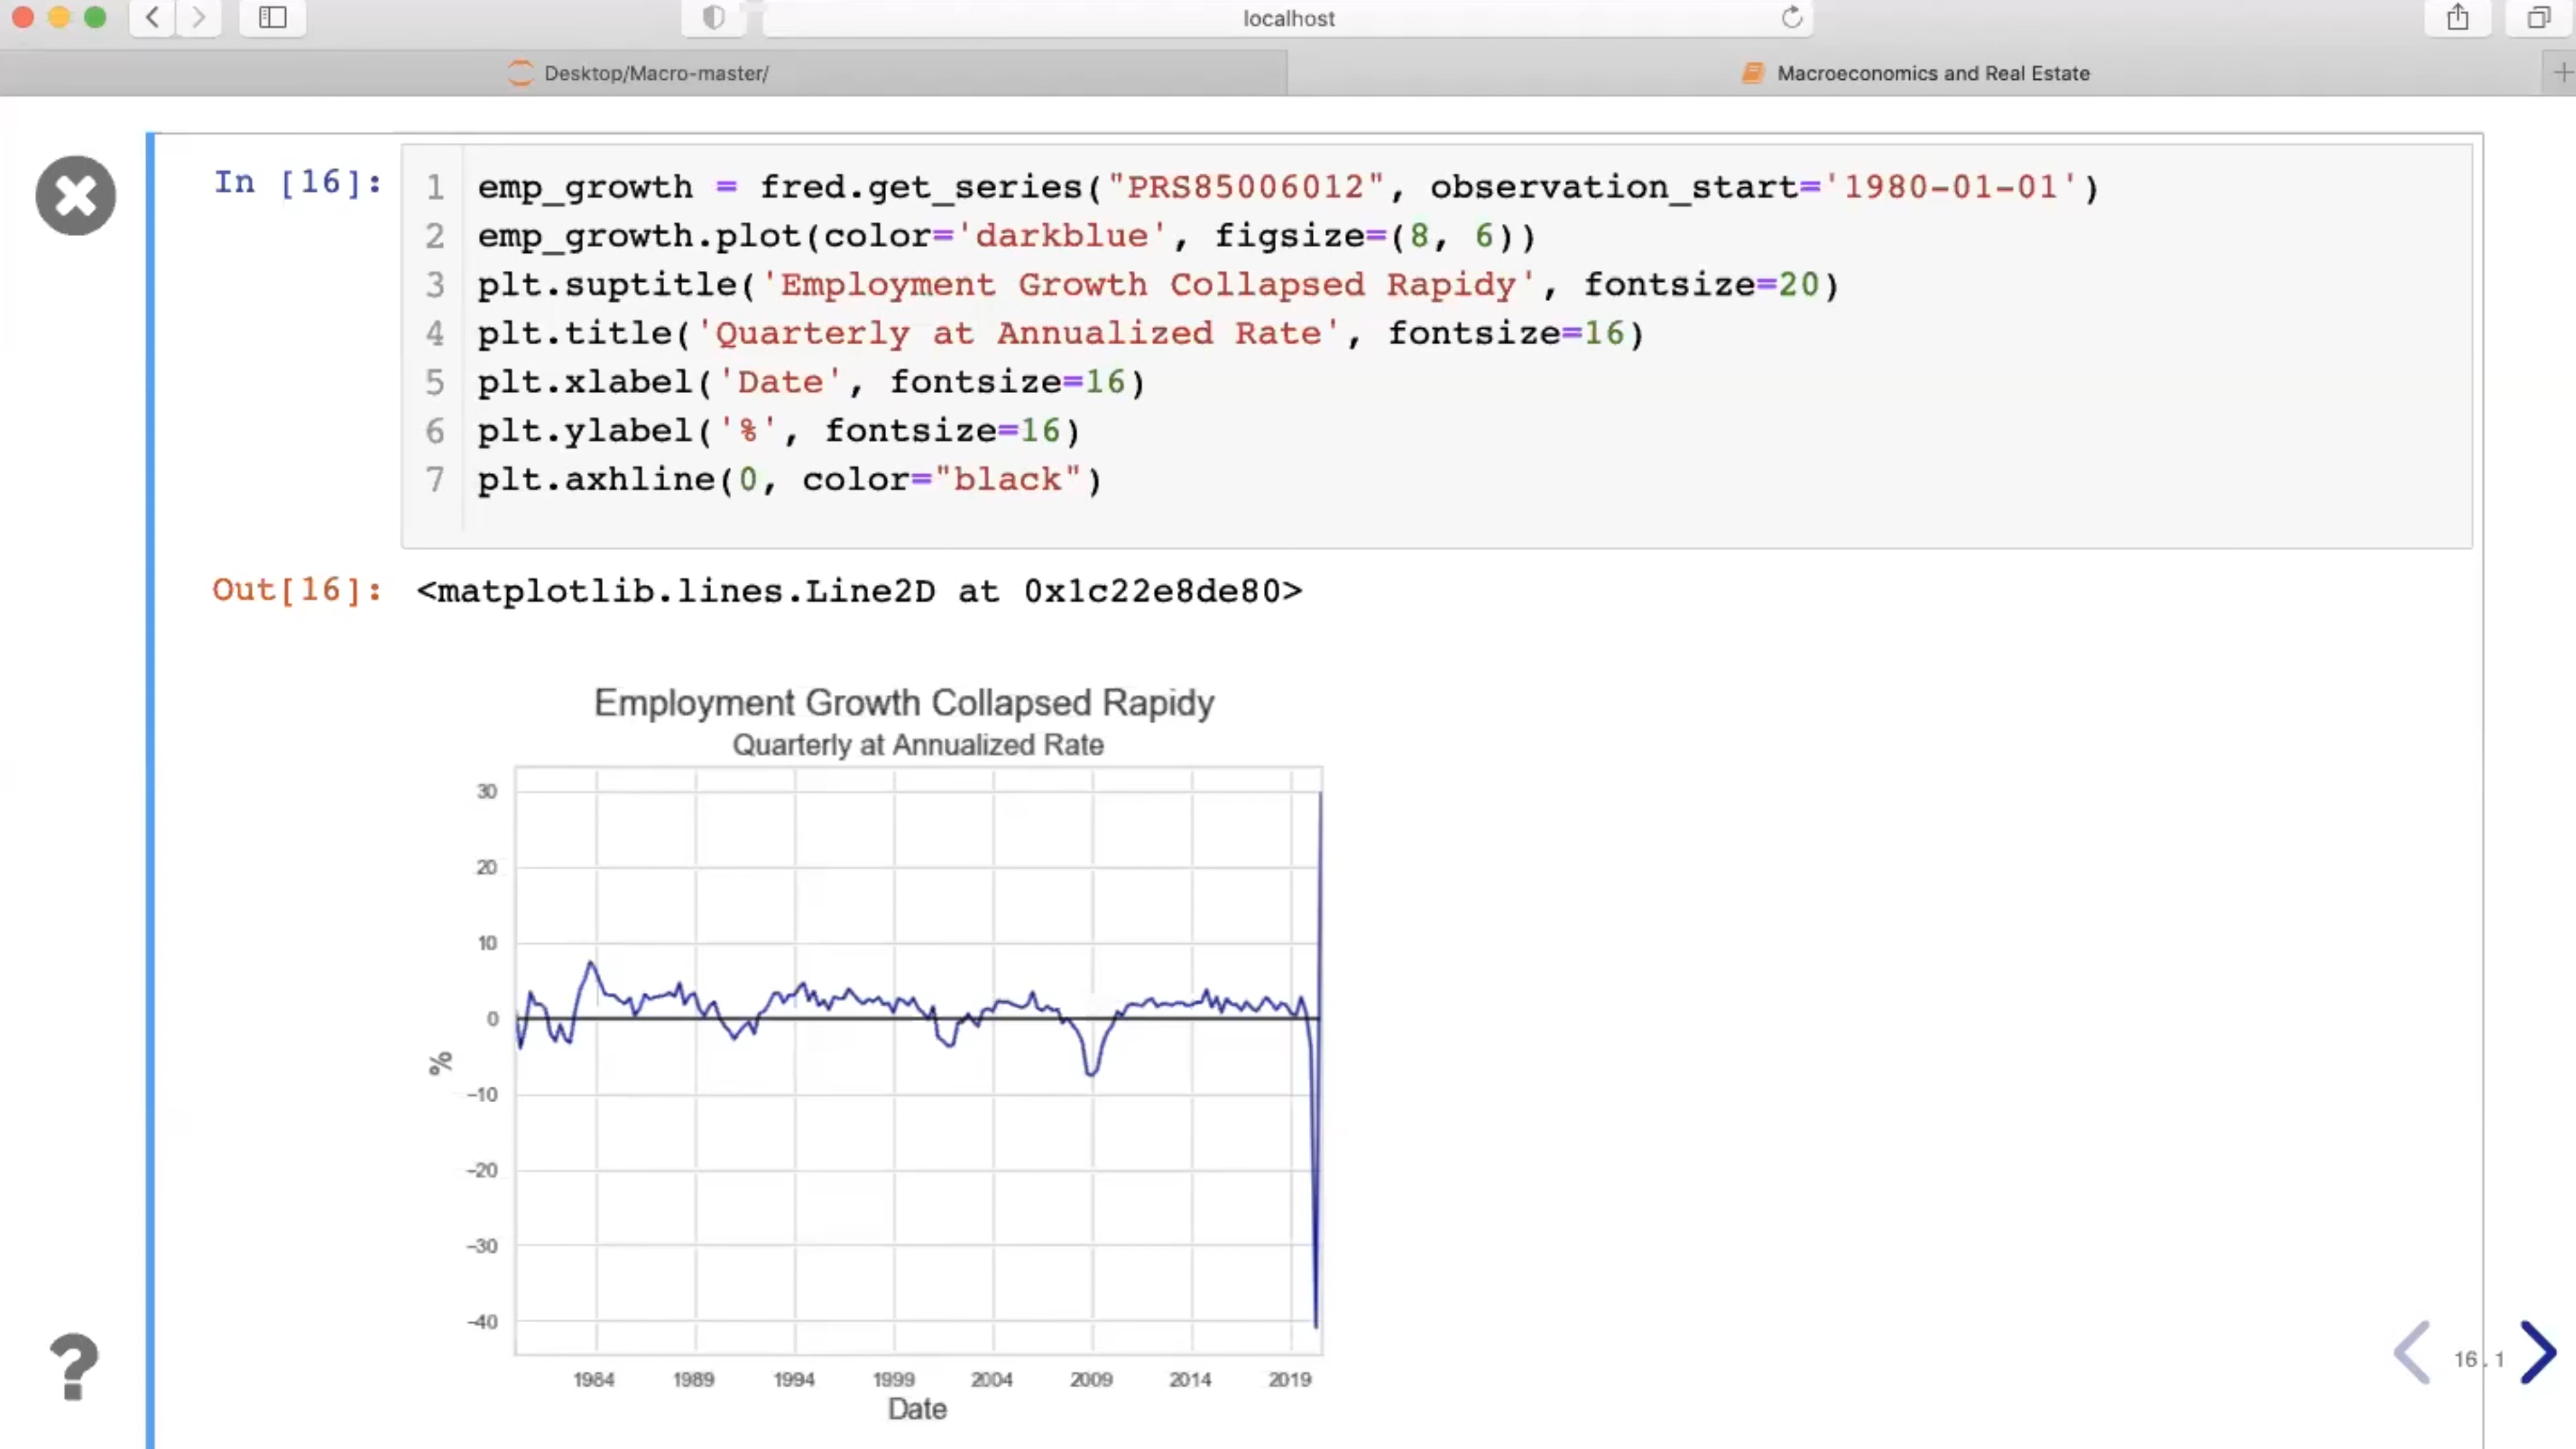 localhost
Desktop/Macro-master/
Macroeconomics and Real Estate
In [16]:
1 emp_growth = fred.get_series("PRS85006012", observation_start='1980-01-01')
2 emp_growth.plot(color='darkblue', figsize=(8, 6))
3 plt.suptitle('Employment Growth Collapsed Rapidy', fontsize=20)
4 plt.title('Quarterly at Annualized Rate', fontsize=16)
5 plt.xlabel('Date', fontsize=16)
6 plt.ylabel('%', fontsize=16)
7 plt.axhline(0, color="black")
Out[16]: <matplotlib.lines.Line2D at 0x1c22e8de80>
Employment Growth Collapsed Rapidy
Quarterly at Annualized Rate
30
20
10
0
%
-10
-20
-30
-40
1984 1989 1994 1999 2004 2009 2014 2019
Date
16.1